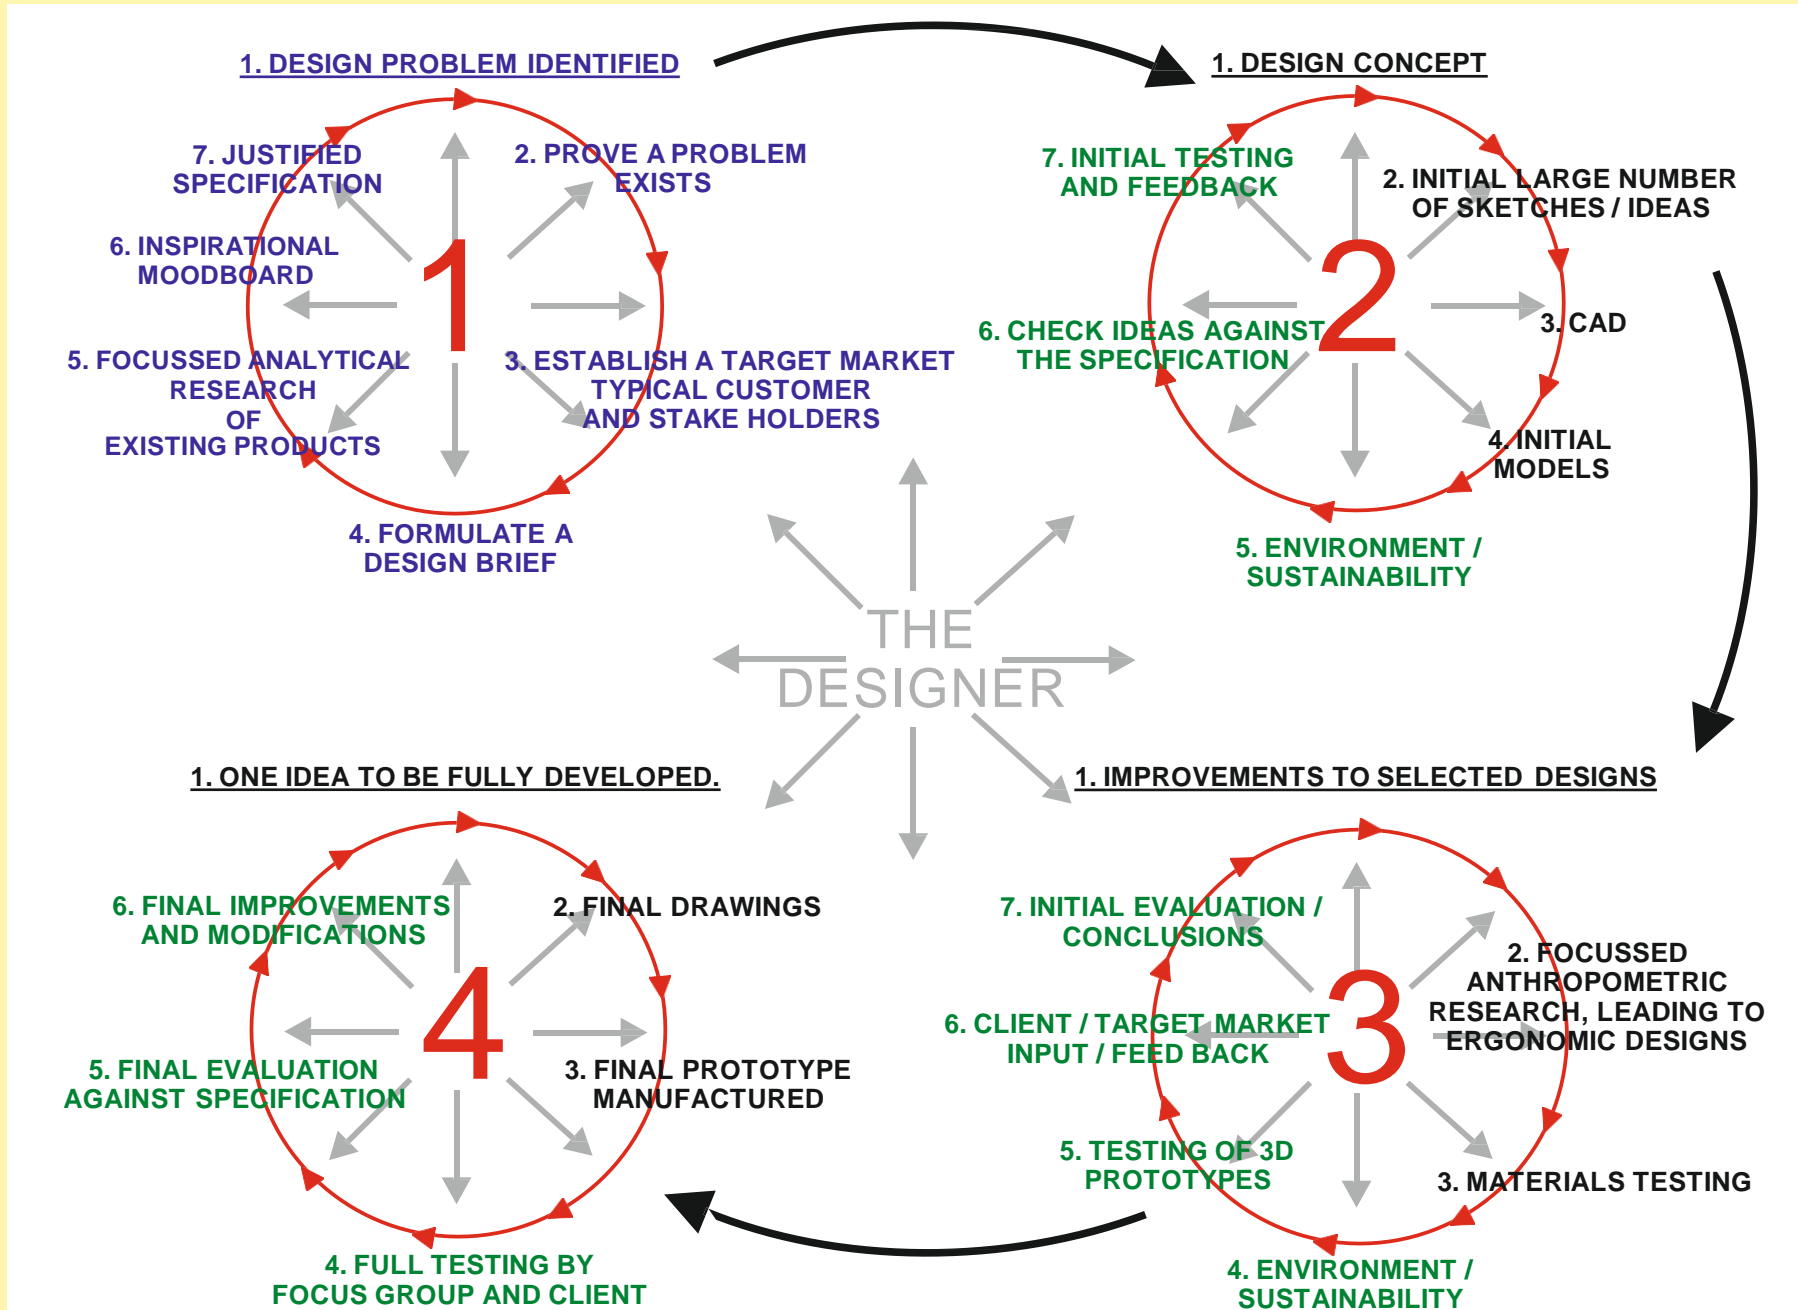 1. DESIGN PROBLEM IDENTIFIED
2. PROVE A PROBLEM
EXISTS
3. ESTABLISH A TARGET MARKET
TYPICAL CUSTOMER
AND STAKE HOLDERS
4. FORMULATE A
DESIGN BRIEF
5. FOCUSSED ANALYTICAL
RESEARCH
OF
EXISTING PRODUCTS
6. INSPIRATIONAL
MOODBOARD
7. JUSTIFIED
SPECIFICATION
1
1. DESIGN CONCEPT
2. INITIAL LARGE NUMBER
OF SKETCHES / IDEAS
3. CAD
4. INITIAL
MODELS
5. ENVIRONMENT /
SUSTAINABILITY
6. CHECK IDEAS AGAINST
THE SPECIFICATION
7. INITIAL TESTING
AND FEEDBACK
2
THE
DESIGNER
1. IMPROVEMENTS TO SELECTED DESIGNS
2. FOCUSSED
ANTHROPOMETRIC
RESEARCH, LEADING TO
ERGONOMIC DESIGNS
3. MATERIALS TESTING
4. ENVIRONMENT /
SUSTAINABILITY
5. TESTING OF 3D
PROTOTYPES
6. CLIENT / TARGET MARKET
INPUT / FEED BACK
7. INITIAL EVALUATION /
CONCLUSIONS
3
1. ONE IDEA TO BE FULLY DEVELOPED.
2. FINAL DRAWINGS
3. FINAL PROTOTYPE
MANUFACTURED
4. FULL TESTING BY
FOCUS GROUP AND CLIENT
5. FINAL EVALUATION
AGAINST SPECIFICATION
6. FINAL IMPROVEMENTS
AND MODIFICATIONS
4